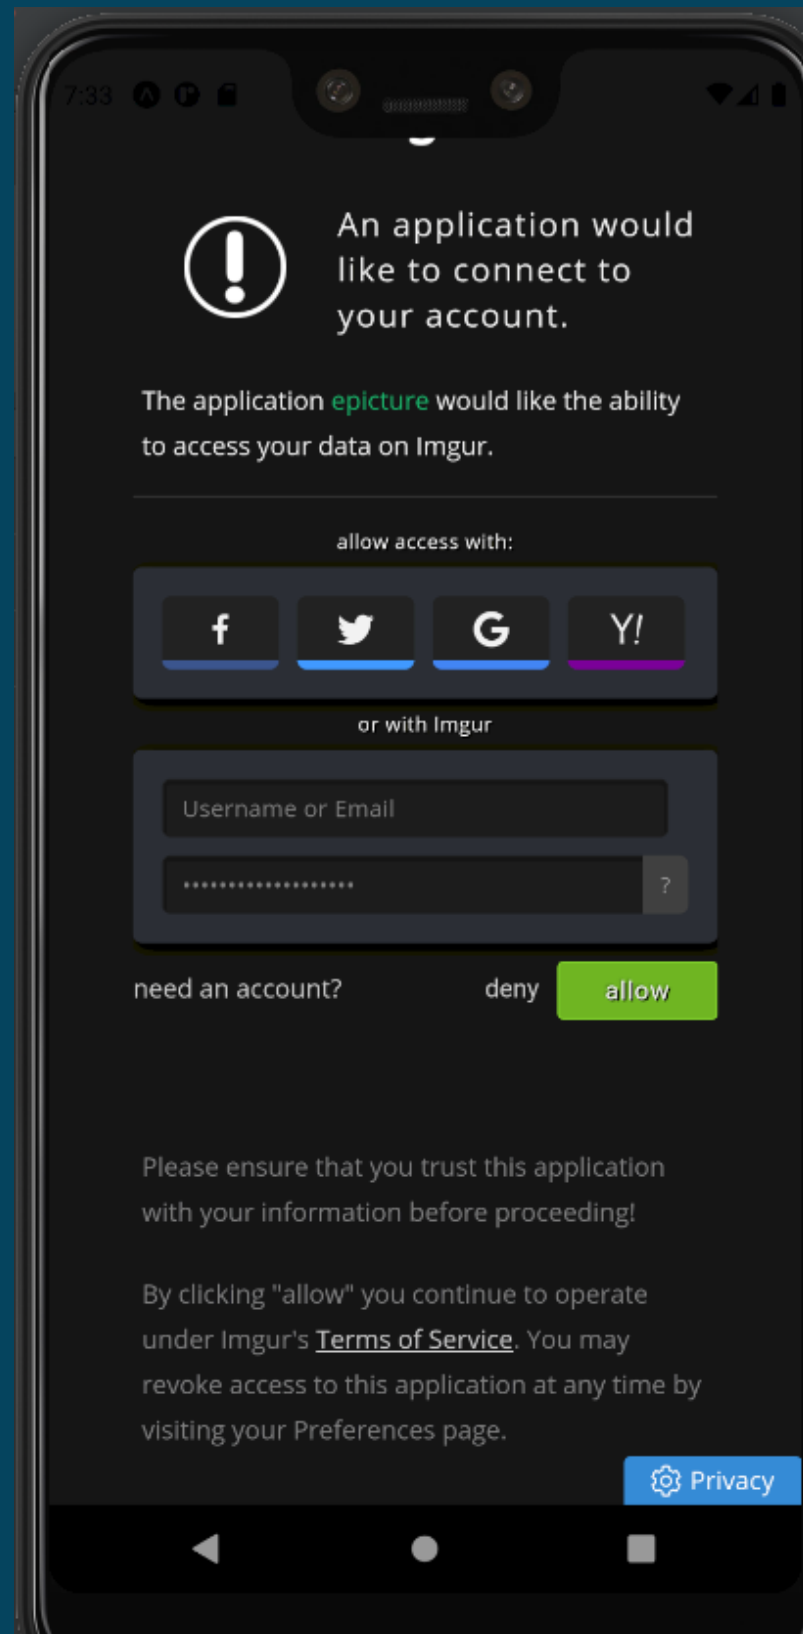 7:33
An application would
like to connect to
your account.
The application epicture would like the ability
to access your data on Imgur.
allow access with:
f G Y!
or with Imgur
Username or Email
•••••••••••••••••••
?
need an account? deny allow
Please ensure that you trust this application
with your information before proceeding!
By clicking "allow" you continue to operate
under Imgur's Terms of Service. You may
revoke access to this application at any time by
visiting your Preferences page.
Privacy